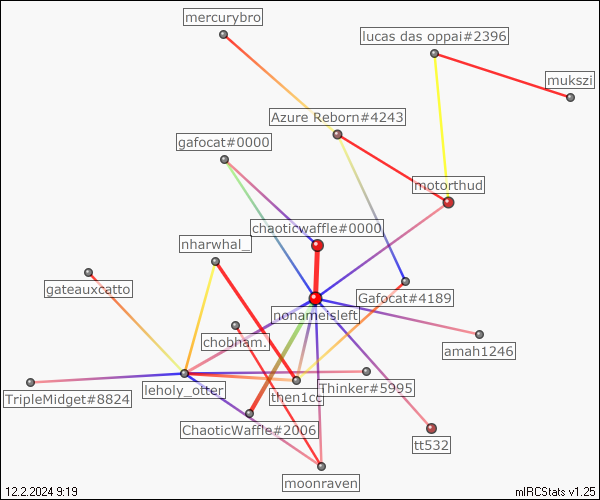 mercurybro
lucas das oppai#2396
mukszi
Azure Reborn#4243
gafocat#0000
motorthud
chaoticwaffle#0000
nharwhal_
gateauxcatto
Gafocat#4189
nonameisleft
chobham.
amah1246
leholy_otter
Thinker#5995
TripleMidget#8824
then1cc
ChaoticWaffle#2006
tt532
moonraven
12.2.2024 9:19
mIRCStats v1.25